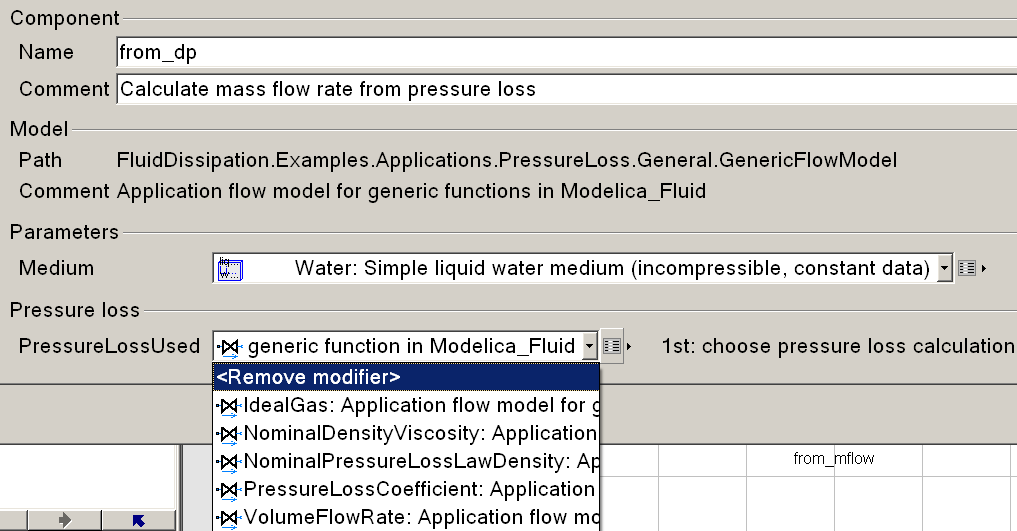 Component
Name from_dp
Comment Calculate mass flow rate from pressure loss
Model
Path FluidDissipation.Examples.Applications.PressureLoss.General.GenericFlowModel
Comment Application flow model for generic functions in Modelica_Fluid
Parameters
Medium Water: Simple liquid water medium (incompressible, constant data)
Pressure loss
PressureLossUsed generic function in Modelica_Fluid 1st: choose pressure loss calculation
<Remove modifier>
IdealGas: Application flow model for g
NominalDensityViscosity: Application
NominalPressureLossLawDensity: Ap
PressureLossCoefficient: Application
VolumeFlowRate: Application flow mo
from_mflow